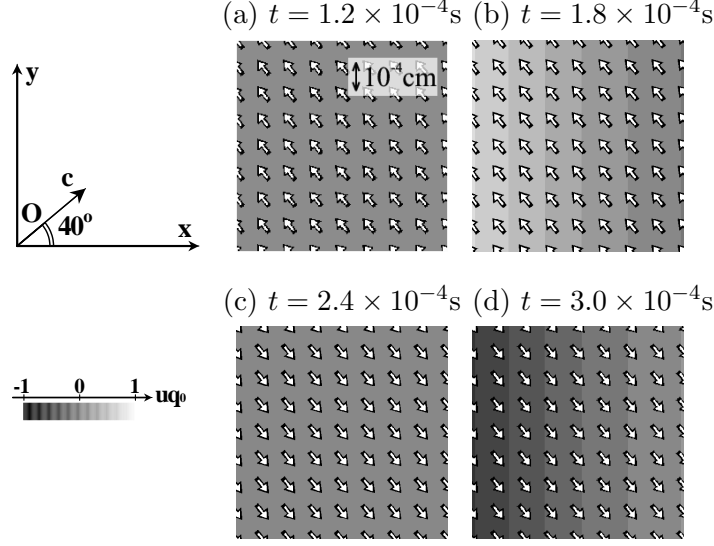 (a) t = 1.2 × 10⁻⁴s
(b) t = 1.8 × 10⁻⁴s
10⁻⁴cm
y
c
O
40°
x
(c) t = 2.4 × 10⁻⁴s
(d) t = 3.0 × 10⁻⁴s
-1 0 1
uq₀